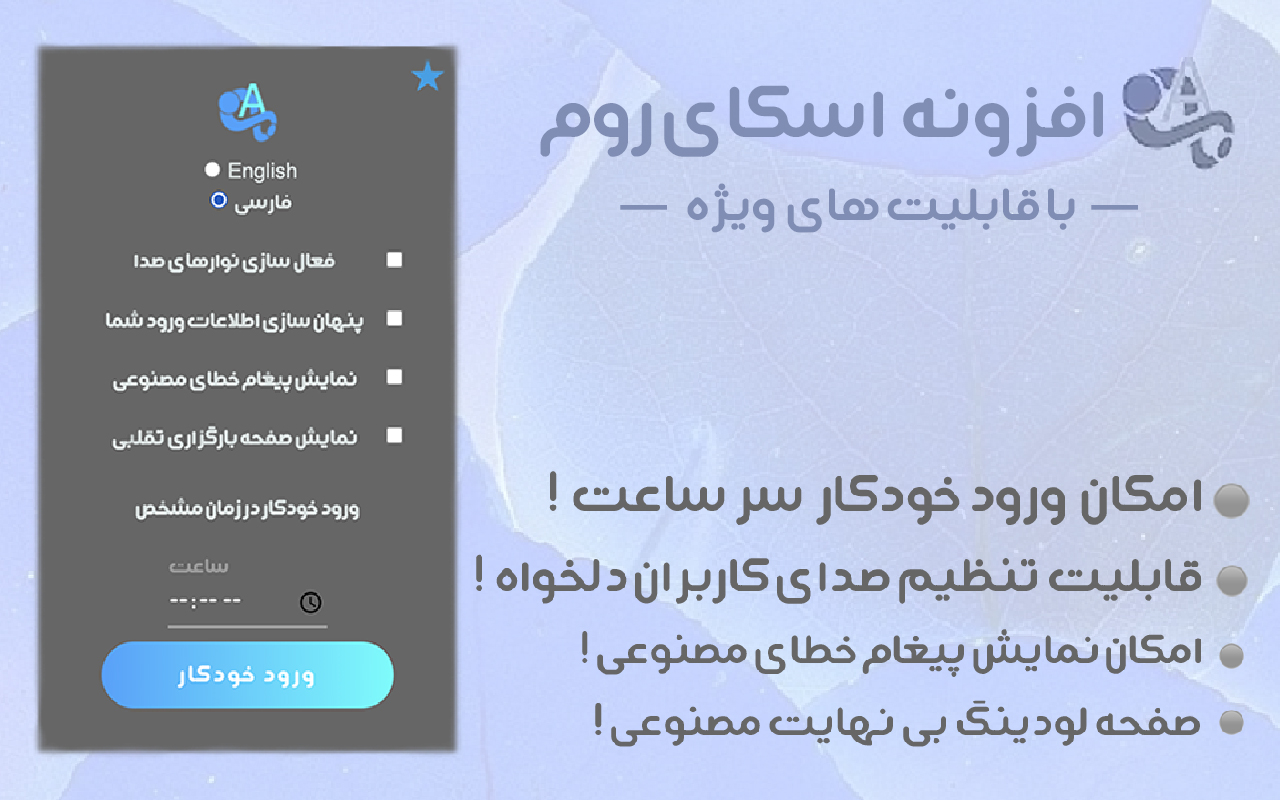 افزونه اسکای روم
با قابلیت های ویژه
امکان ورود خودکار سر ساعت !
قابلیت تنظیم صدای کاربران دلخواه !
امکان نمایش پیغام خطای مصنوعی !
صفحه لودینگ بی نهایت مصنوعی !
English
فارسی
فعال سازی نوارهای صدا
پنهان سازی اطلاعات ورود شما
نمایش پیغام خطای مصنوعی
نمایش صفحه بارگزاری تقلبی
ورود خودکار در زمان مشخص
ساعت
--:-- --
ورود خودکار